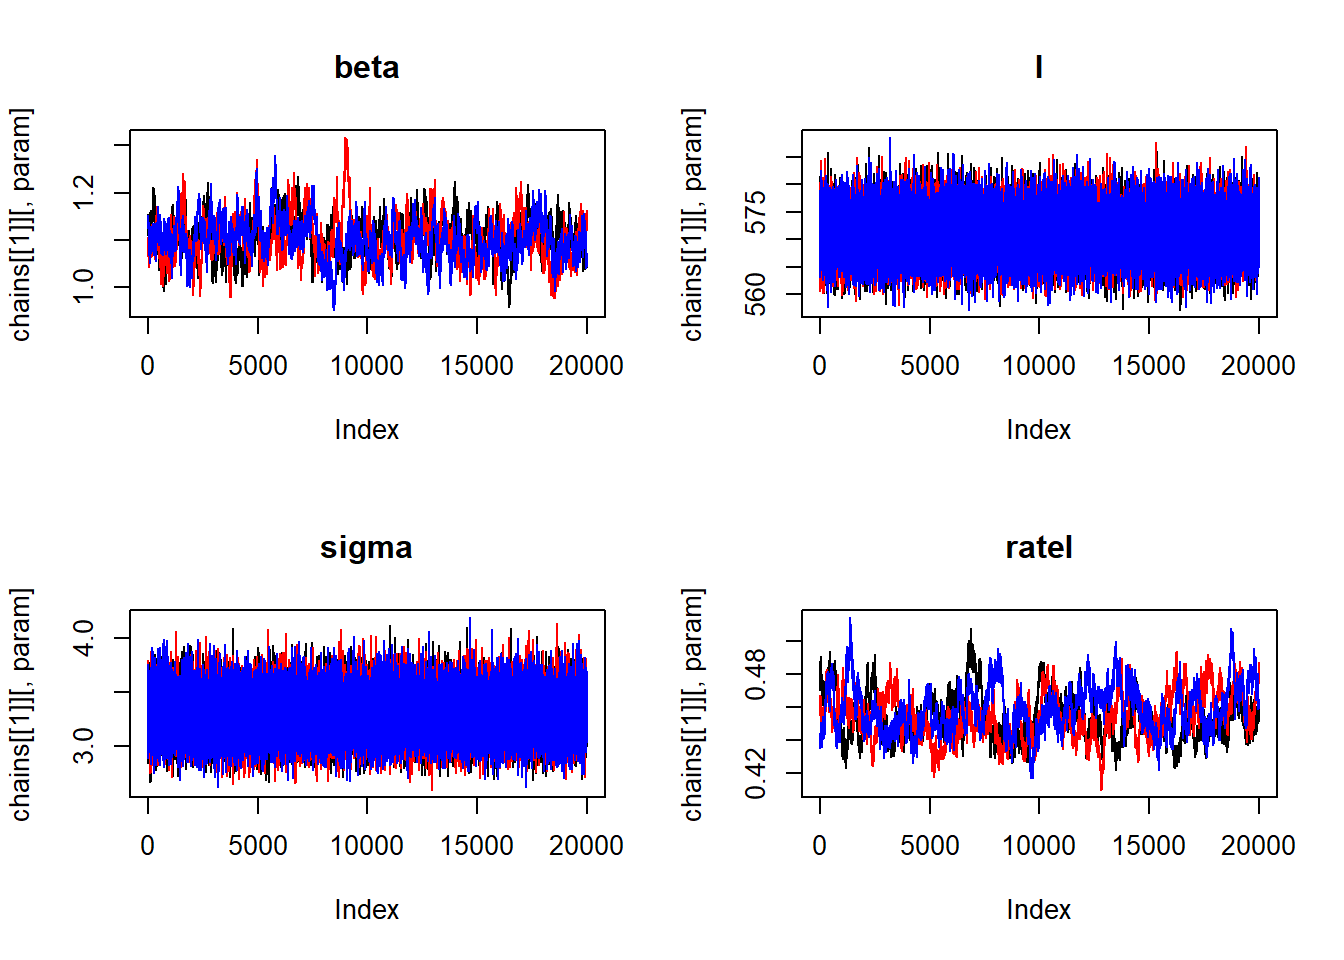 beta
chains[[1]][, param]
1.0 1.2
0 5000 10000 15000 20000
Index
l
chains[[1]][, param]
560 575
0 5000 10000 15000 20000
Index
sigma
chains[[1]][, param]
3.0 4.0
0 5000 10000 15000 20000
Index
ratel
chains[[1]][, param]
0.42 0.48
0 5000 10000 15000 20000
Index